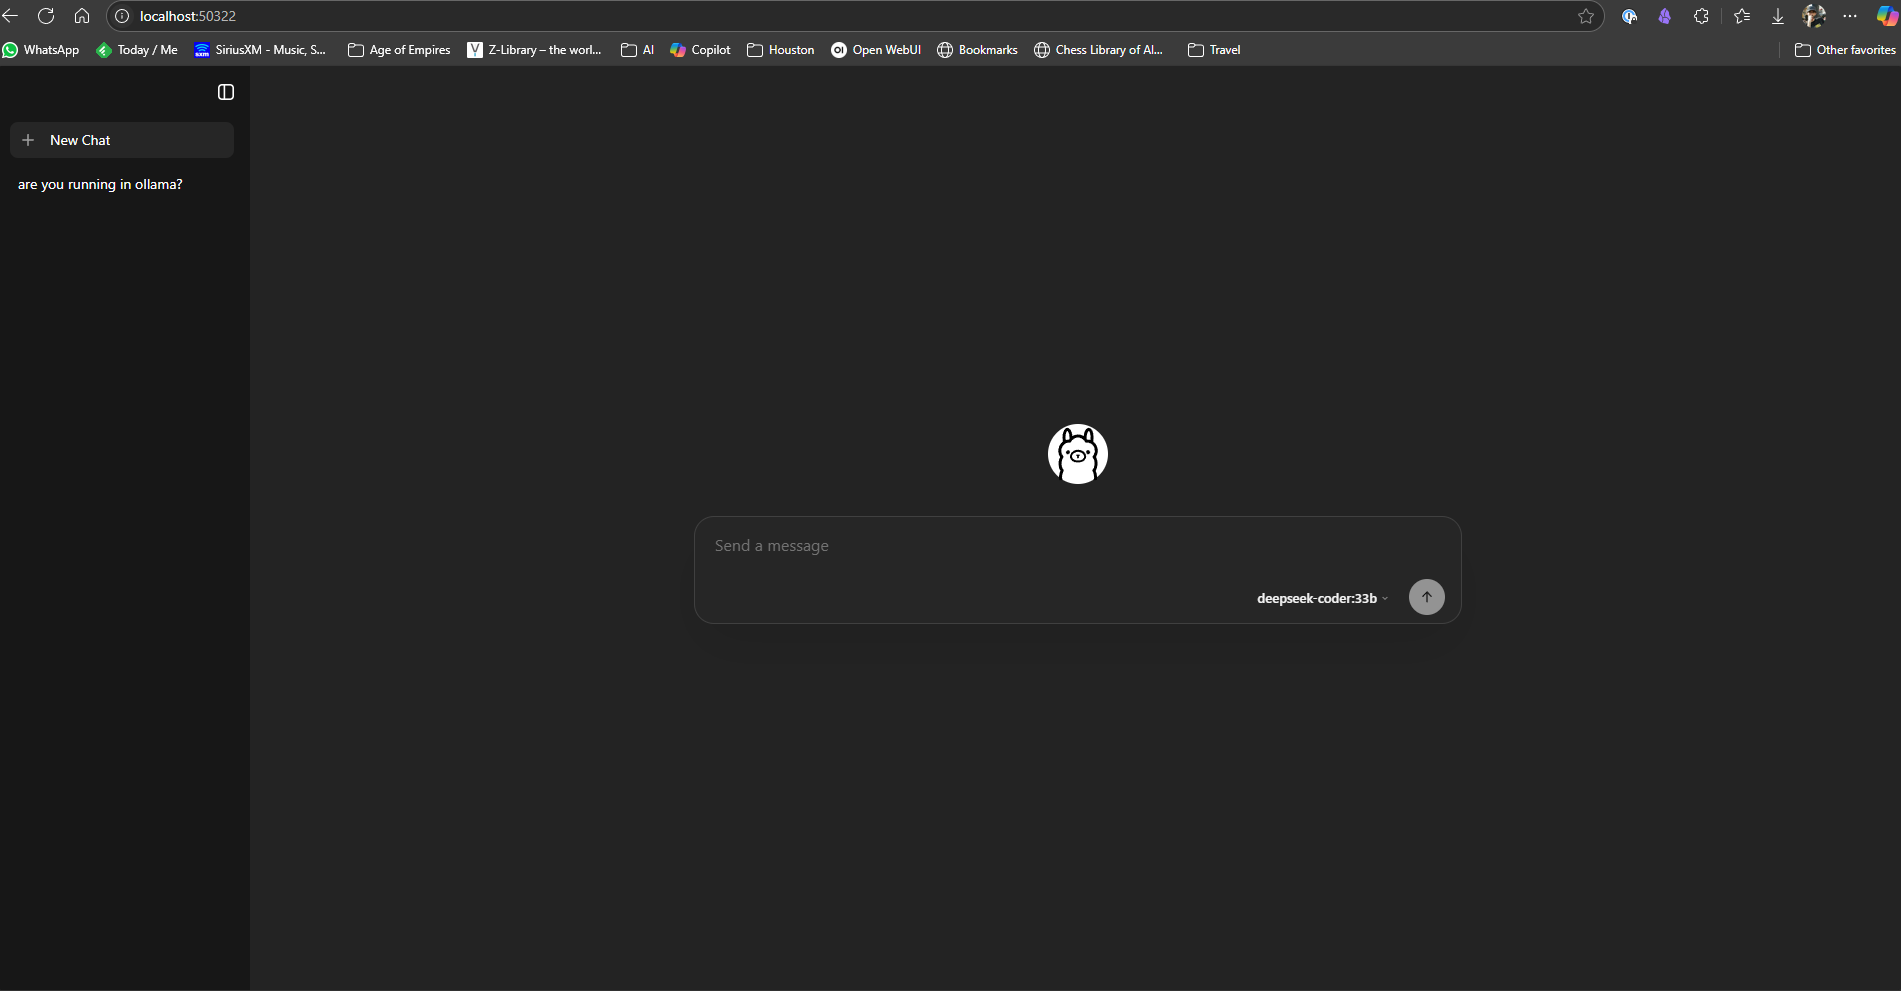 localhost:50322
WhatsApp Today / Me SiriusXM - Music, S... Age of Empires Z-Library – the worl... AI Copilot Houston OI Open WebUI Bookmarks Chess Library of Al... Travel Other favorites
New Chat
are you running in ollama?
Send a message
deepseek-coder:33b